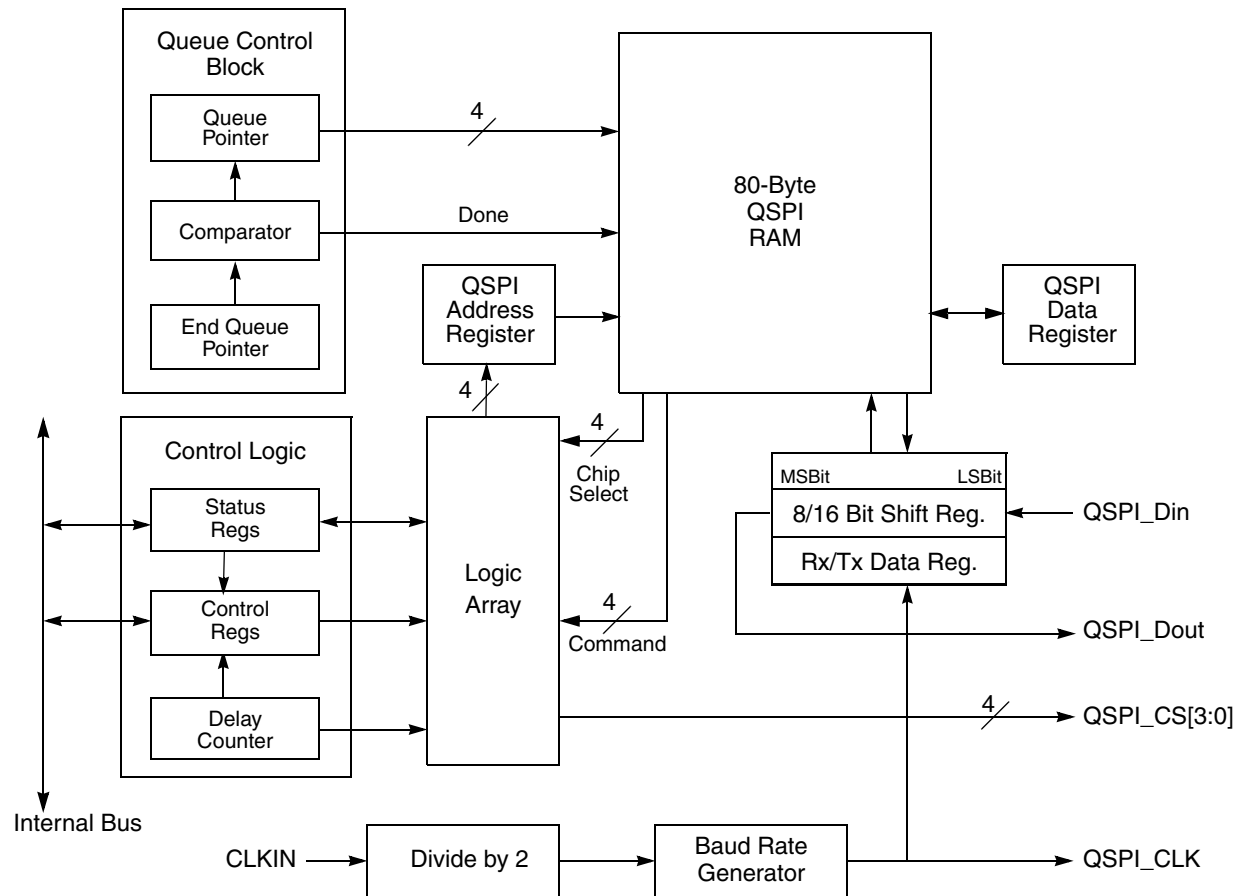 Queue Control
Block
Queue
Pointer
4
Comparator
Done
End Queue
Pointer
80-Byte
QSPI
RAM
QSPI
Address
Register
QSPI
Data
Register
4
Control Logic
Status
Regs
Control
Regs
Delay
Counter
Internal Bus
Logic
Array
4
Chip
Select
4
Command
MSBit
LSBit
8/16 Bit Shift Reg.
Rx/Tx Data Reg.
QSPI_Din
QSPI_Dout
4
QSPI_CS[3:0]
CLKIN
Divide by 2
Baud Rate
Generator
QSPI_CLK